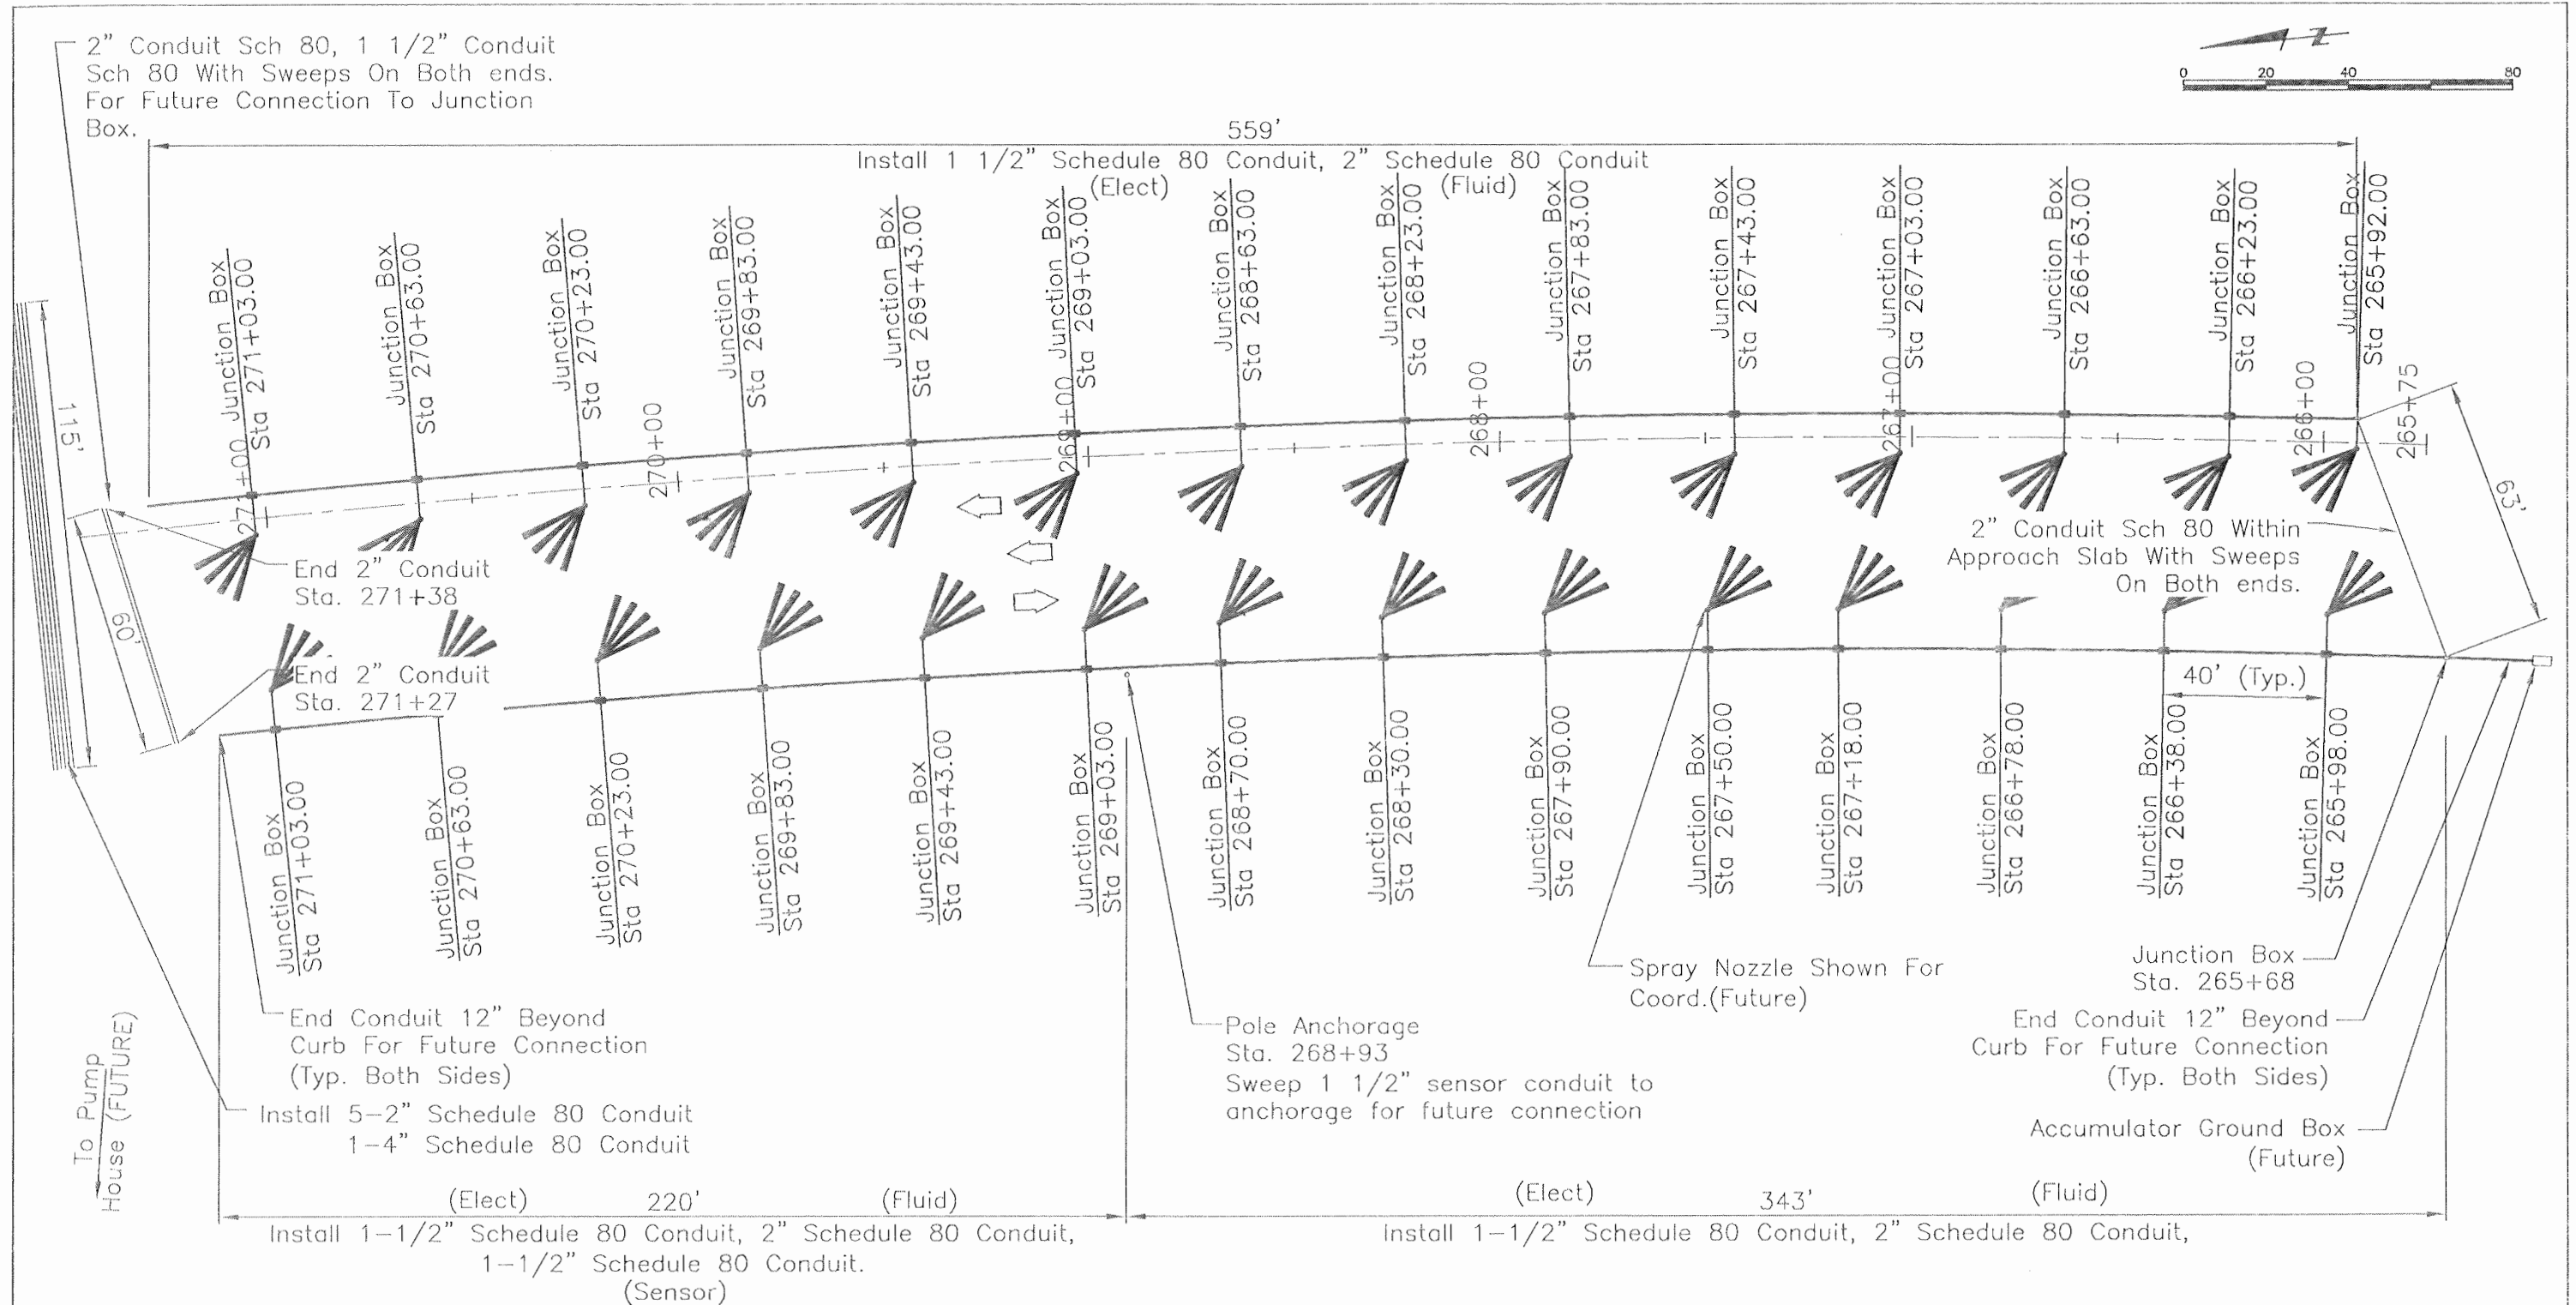 2" Conduit Sch 80, 1 1/2" Conduit
Sch 80 With Sweeps On Both ends.
For Future Connection To Junction
Box.
Z
0 20 40 80
559'
Install 1 1/2" Schedule 80 Conduit, 2" Schedule 80 Conduit
(Elect) (Fluid)
Junction Box
Sta 271+03.00
Junction Box
Sta 270+63.00
Junction Box
Sta 270+23.00
Junction Box
Sta 269+83.00
Junction Box
Sta 269+43.00
Junction Box
Sta 269+03.00
Junction Box
Sta 268+63.00
Junction Box
Sta 268+23.00
Junction Box
Sta 267+83.00
Junction Box
Sta 267+43.00
Junction Box
Sta 267+03.00
Junction Box
Sta 266+63.00
Junction Box
Sta 266+23.00
Junction Box
Sta 265+92.00
271+00
270+00
269+00
268+00
267+00
266+00
265+75
115'
60'
63'
End 2" Conduit
Sta. 271+38
End 2" Conduit
Sta. 271+27
2" Conduit Sch 80 Within
Approach Slab With Sweeps
On Both ends.
40' (Typ.)
Junction Box
Sta 271+03.00
Junction Box
Sta 270+63.00
Junction Box
Sta 270+23.00
Junction Box
Sta 269+83.00
Junction Box
Sta 269+43.00
Junction Box
Sta 269+03.00
Junction Box
Sta 268+70.00
Junction Box
Sta 268+30.00
Junction Box
Sta 267+90.00
Junction Box
Sta 267+50.00
Junction Box
Sta 267+18.00
Junction Box
Sta 266+78.00
Junction Box
Sta 266+38.00
Junction Box
Sta 265+98.00
Spray Nozzle Shown For
Coord.(Future)
Junction Box
Sta. 265+68
End Conduit 12" Beyond
Curb For Future Connection
(Typ. Both Sides)
Accumulator Ground Box
(Future)
End Conduit 12" Beyond
Curb For Future Connection
(Typ. Both Sides)
Install 5-2" Schedule 80 Conduit
1-4" Schedule 80 Conduit
Pole Anchorage
Sta. 268+93
Sweep 1 1/2" sensor conduit to
anchorage for future connection
To Pump
House (FUTURE)
(Elect) 220' (Fluid)
Install 1-1/2" Schedule 80 Conduit, 2" Schedule 80 Conduit,
1-1/2" Schedule 80 Conduit.
(Sensor)
(Elect) 343' (Fluid)
Install 1-1/2" Schedule 80 Conduit, 2" Schedule 80 Conduit,